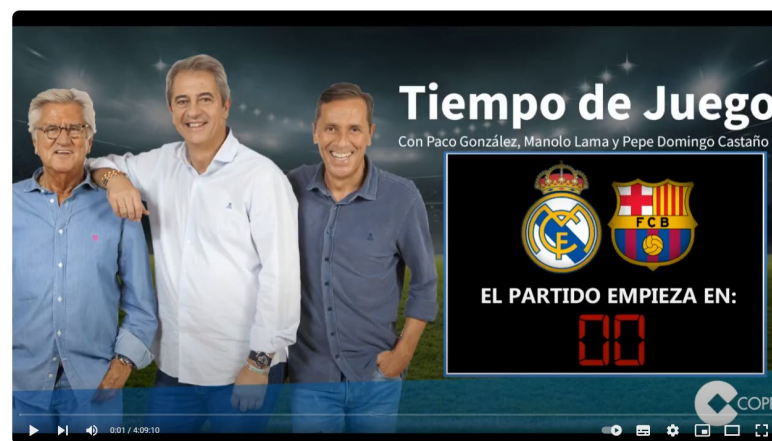 Tiempo de Juego
Con Paco González, Manolo Lama y Pepe Domingo Castaño
FCB
EL PARTIDO EMPIEZA EN:
00
COPE
0:01 / 4:09:10